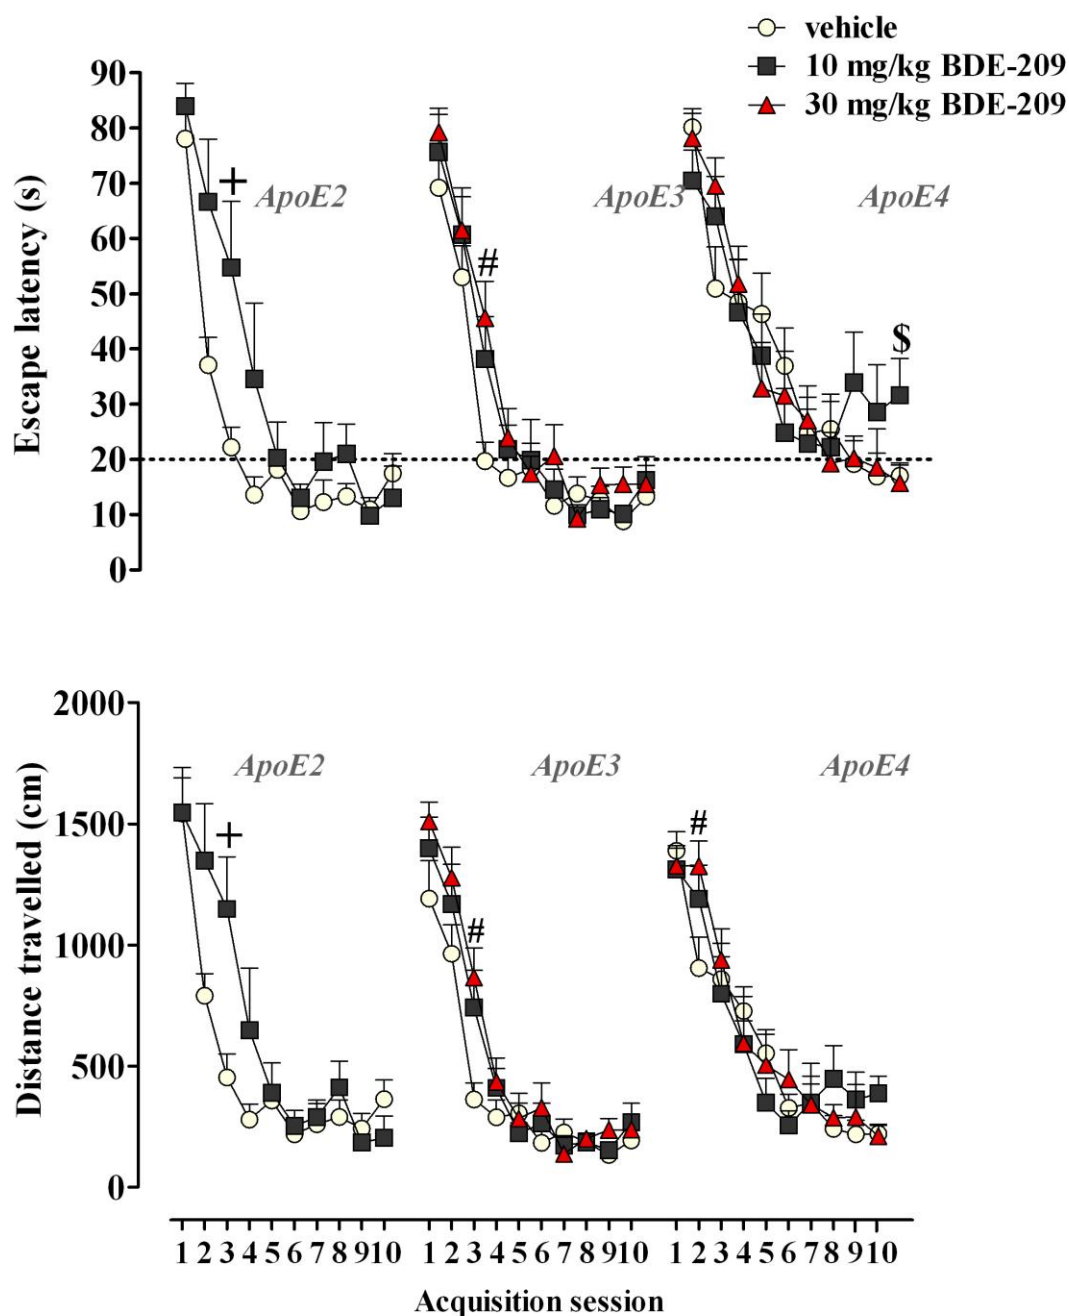 vehicle
10 mg/kg BDE-209
30 mg/kg BDE-209
Escape latency (s)
90
80
70
60
50
40
30
20
10
0
+
ApoE2
#
ApoE3
ApoE4
$
Distance travelled (cm)
2000
1500
1000
500
0
ApoE2
ApoE3
ApoE4
+
#
#
1 2 3 4 5 6 7 8 9 10 1 2 3 4 5 6 7 8 9 10 1 2 3 4 5 6 7 8 9 10
Acquisition session